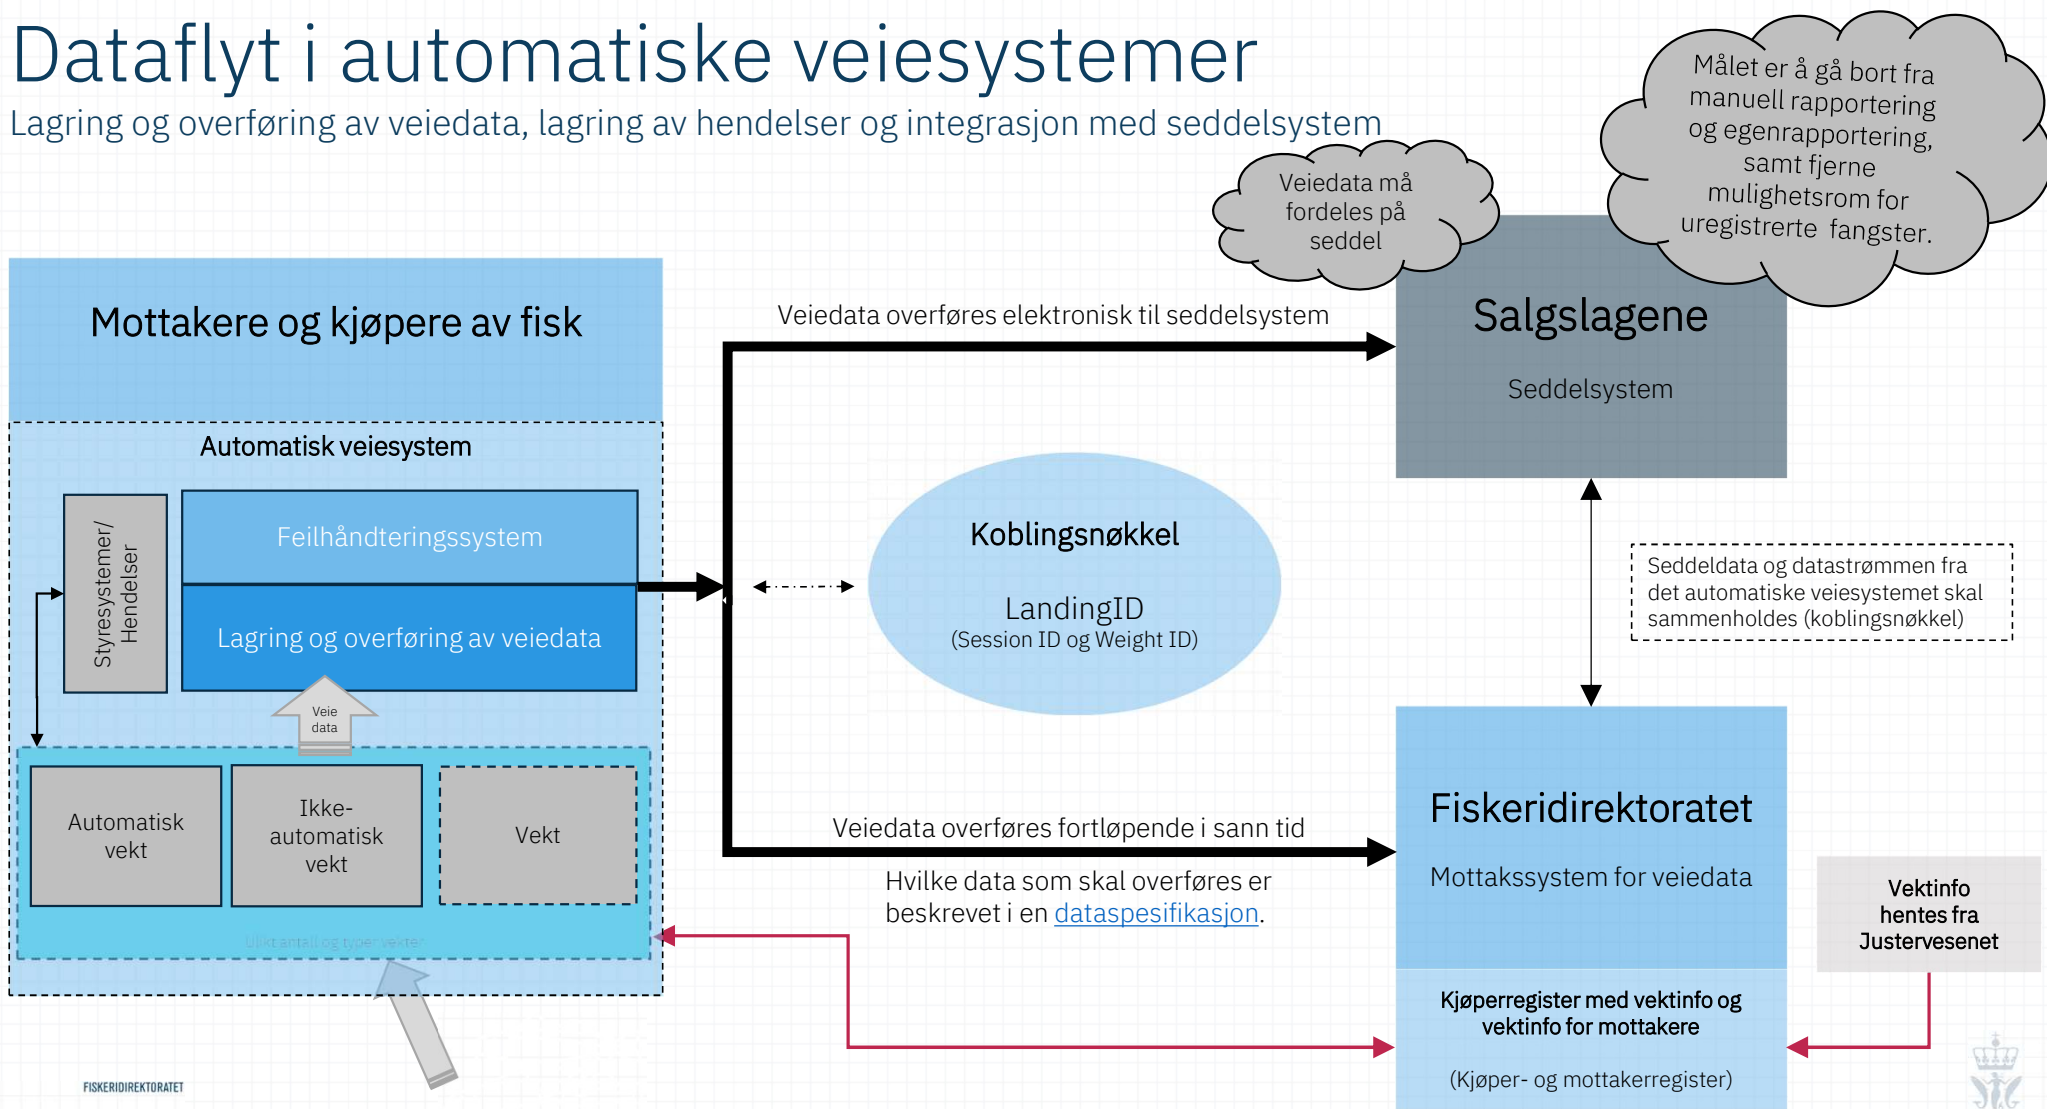 Dataflyt i automatiske veiesystemer
Lagring og overføring av veiedata, lagring av hendelser og integrasjon med seddelsystem
Målet er å gå bort fra
manuell rapportering
og egenrapportering,
samt fjerne
mulighetsrom for
uregistrerte fangster.
Veiedata må
fordeles på
seddel
Mottakere og kjøpere av fisk
Veiedata overføres elektronisk til seddelsystem
Salgslagene
Seddelsystem
Automatisk veiesystem
Styresystemer/
Hendelser
Feilhåndteringssystem
Lagring og overføring av veiedata
Veie
data
Koblingsnøkkel
LandingID
(Session ID og Weight ID)
Seddeldata og datastrømmen fra
det automatiske veiesystemet skal
sammenholdes (koblingsnøkkel)
Automatisk
vekt
Ikke-
automatisk
vekt
Vekt
Ulikt antall og typer vekter
Veiedata overføres fortløpende i sann tid
Hvilke data som skal overføres er
beskrevet i en dataspesifikasjon.
Fiskeridirektoratet
Mottakssystem for veiedata
Vektinfo
hentes fra
Justervesenet
Kjøperregister med vektinfo og
vektinfo for mottakere
(Kjøper- og mottakerregister)
FISKERIDIREKTORATET